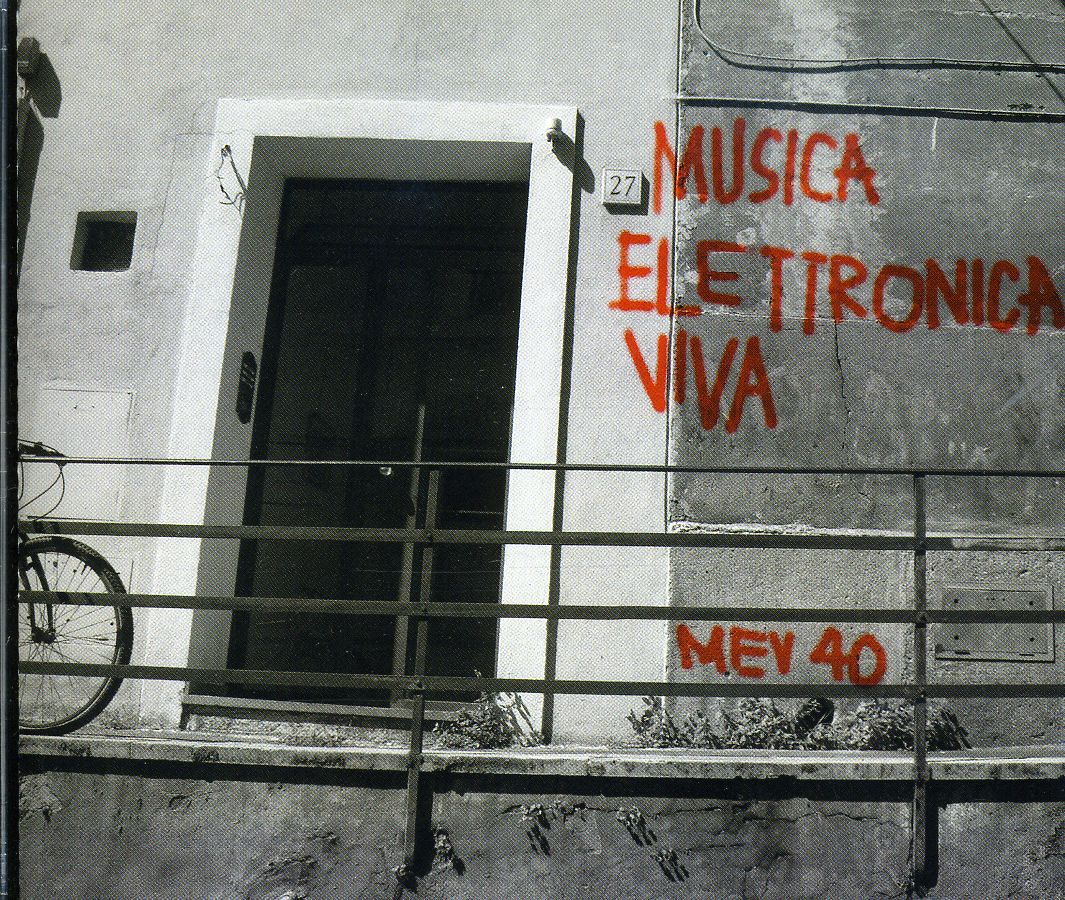 27
MUSICA
ELETTRONICA
VIVA
MEV 40